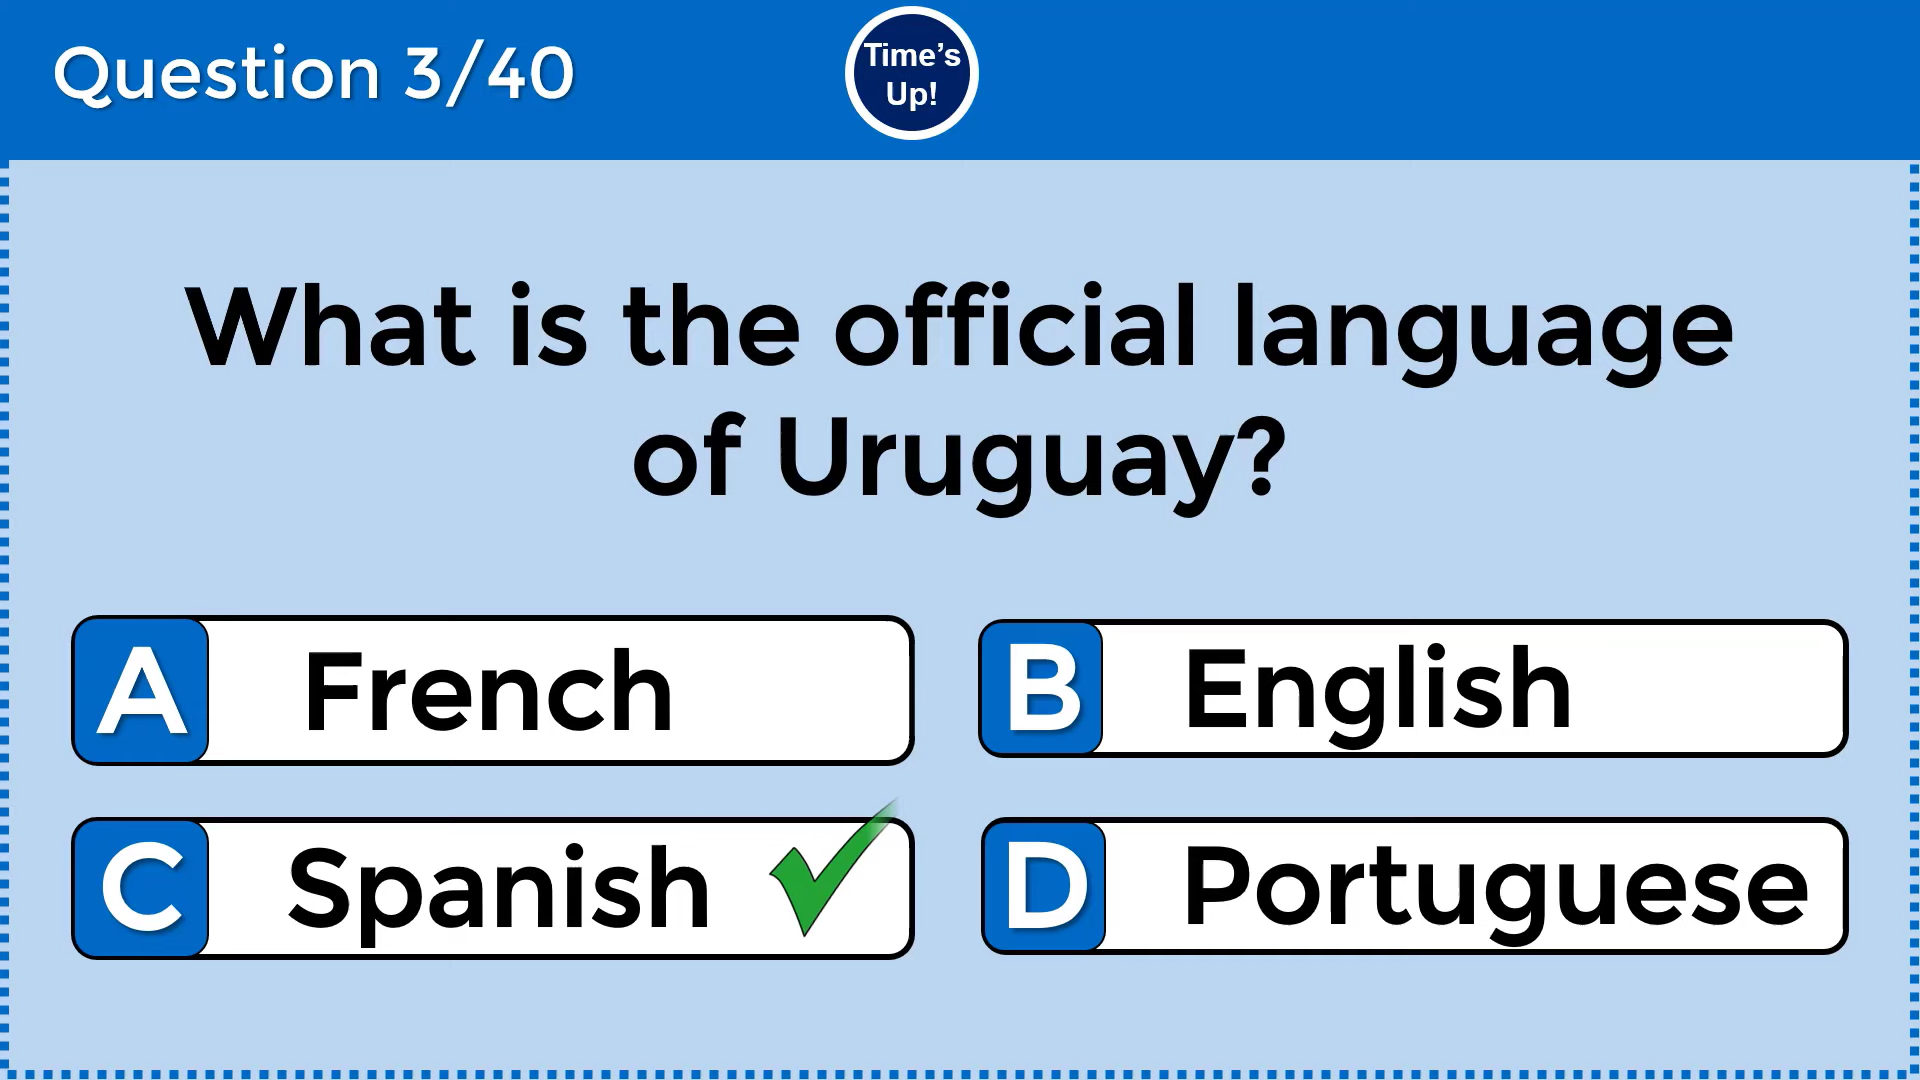 Question 3/40
Time's
Up!
What is the official language
of Uruguay?
A French
B English
C Spanish
D Portuguese